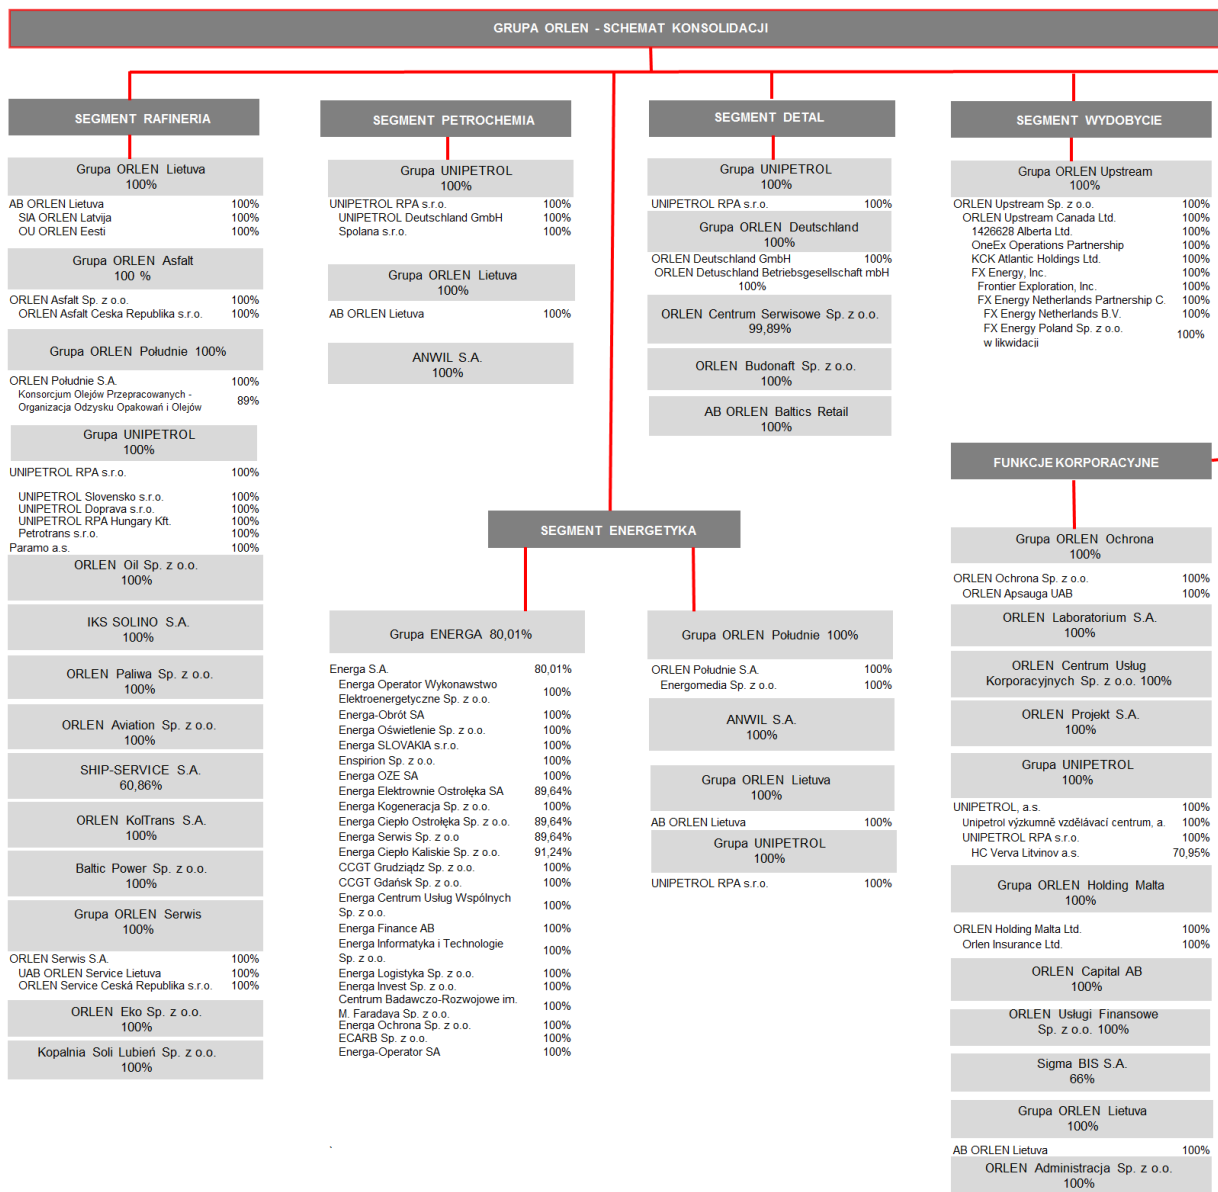 GRUPA ORLEN - SCHEMAT KONSOLIDACJI
SEGMENT RAFINERIA
Grupa ORLEN Lietuva
100%
AB ORLEN Lietuva 100%
SIA ORLEN Latvija 100%
OU ORLEN Eesti 100%
Grupa ORLEN Asfalt
100 %
ORLEN Asfalt Sp. z o.o. 100%
ORLEN Asfalt Ceska Republika s.r.o. 100%
Grupa ORLEN Południe 100%
ORLEN Południe S.A. 100%
Konsorcjum Olejów Przepracowanych -
Organizacja Odzysku Opakowań i Olejów 89%
Grupa UNIPETROL
100%
UNIPETROL RPA s.r.o. 100%
UNIPETROL Slovensko s.r.o. 100%
UNIPETROL Doprava s.r.o. 100%
UNIPETROL RPA Hungary Kft. 100%
Petrotrans s.r.o. 100%
Paramo a.s. 100%
ORLEN Oil Sp. z o.o.
100%
IKS SOLINO S.A.
100%
ORLEN Paliwa Sp. z o.o.
100%
ORLEN Aviation Sp. z o.o.
100%
SHIP-SERVICE S.A.
60,86%
ORLEN KolTrans S.A.
100%
Baltic Power Sp. z o.o.
100%
Grupa ORLEN Serwis
100%
ORLEN Serwis S.A. 100%
UAB ORLEN Service Lietuva 100%
ORLEN Service Ceská Republika s.r.o. 100%
ORLEN Eko Sp. z o.o.
100%
Kopalnia Soli Lubień Sp. z o.o.
100%
SEGMENT PETROCHEMIA
Grupa UNIPETROL
100%
UNIPETROL RPA s.r.o. 100%
UNIPETROL Deutschland GmbH 100%
Spolana s.r.o. 100%
Grupa ORLEN Lietuva
100%
AB ORLEN Lietuva 100%
ANWIL S.A.
100%
SEGMENT DETAL
Grupa UNIPETROL
100%
UNIPETROL RPA s.r.o. 100%
Grupa ORLEN Deutschland
100%
ORLEN Deutschland GmbH 100%
ORLEN Detuschland Betriebsgesellschaft mbH
100%
ORLEN Centrum Serwisowe Sp. z o.o.
99,89%
ORLEN Budonaft Sp. z o.o.
100%
AB ORLEN Baltics Retail
100%
SEGMENT ENERGETYKA
Grupa ENERGA 80,01%
Energa S.A. 80,01%
Energa Operator Wykonawstwo
Elektroenergetyczne Sp. z o.o. 100%
Energa-Obrót SA 100%
Energa Oświetlenie Sp. z o.o. 100%
Energa SLOVAKIA s.r.o. 100%
Enspirion Sp. z o.o. 100%
Energa OZE SA 100%
Energa Elektrownie Ostrołęka SA 89,64%
Energa Kogeneracja Sp. z o.o. 100%
Energa Ciepło Ostrołęka Sp. z o.o. 89,64%
Energa Serwis Sp. z o.o 89,64%
Energa Ciepło Kaliskie Sp. z o.o. 91,24%
CCGT Grudziądz Sp. z o.o. 100%
CCGT Gdańsk Sp. z o.o. 100%
Energa Centrum Usług Wspólnych
Sp. z o.o. 100%
Energa Finance AB 100%
Energa Informatyka i Technologie
Sp. z o.o. 100%
Energa Logistyka Sp. z o.o. 100%
Energa Invest Sp. z o.o. 100%
Centrum Badawczo-Rozwojowe im.
M. Faradaya Sp. z o.o. 100%
Energa Ochrona Sp. z o.o. 100%
ECARB Sp. z o.o. 100%
Energa-Operator SA 100%
Grupa ORLEN Południe 100%
ORLEN Południe S.A. 100%
Energomedia Sp. z o.o. 100%
ANWIL S.A.
100%
Grupa ORLEN Lietuva
100%
AB ORLEN Lietuva 100%
Grupa UNIPETROL
100%
UNIPETROL RPA s.r.o. 100%
SEGMENT WYDOBYCIE
Grupa ORLEN Upstream
100%
ORLEN Upstream Sp. z o.o. 100%
ORLEN Upstream Canada Ltd. 100%
1426628 Alberta Ltd. 100%
OneEx Operations Partnership 100%
KCK Atlantic Holdings Ltd. 100%
FX Energy, Inc. 100%
Frontier Exploration, Inc. 100%
FX Energy Netherlands Partnership C. 100%
FX Energy Netherlands B.V. 100%
FX Energy Poland Sp. z o.o.
w likwidacji 100%
FUNKCJE KORPORACYJNE
Grupa ORLEN Ochrona
100%
ORLEN Ochrona Sp. z o.o. 100%
ORLEN Apsauga UAB 100%
ORLEN Laboratorium S.A.
100%
ORLEN Centrum Usług
Korporacyjnych Sp. z o.o. 100%
ORLEN Projekt S.A.
100%
Grupa UNIPETROL
100%
UNIPETROL, a.s. 100%
Unipetrol výzkumně vzdělávací centrum, a. 100%
UNIPETROL RPA s.r.o. 100%
HC Verva Litvinov a.s. 70,95%
Grupa ORLEN Holding Malta
100%
ORLEN Holding Malta Ltd. 100%
Orlen Insurance Ltd. 100%
ORLEN Capital AB
100%
ORLEN Usługi Finansowe
Sp. z o.o. 100%
Sigma BIS S.A.
66%
Grupa ORLEN Lietuva
100%
AB ORLEN Lietuva 100%
ORLEN Administracja Sp. z o.o.
100%